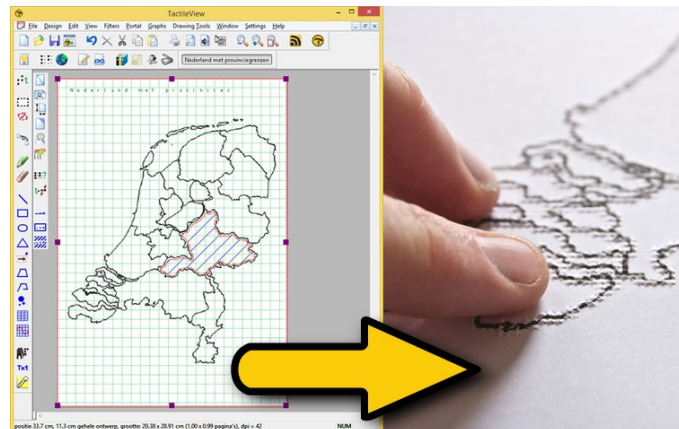 TactileView
File Design Edit View Filters Portal Graphs Drawing Tools Window Settings Help
Nederland met provinciegrenzen
Nederland met provincies
Txt
positie 33.7 cm, 11.3 cm gehele ontwerp, grootte: 20.38 x 28.91 cm (1.00 x 0.99 pagina's), dpi = 42 NUM